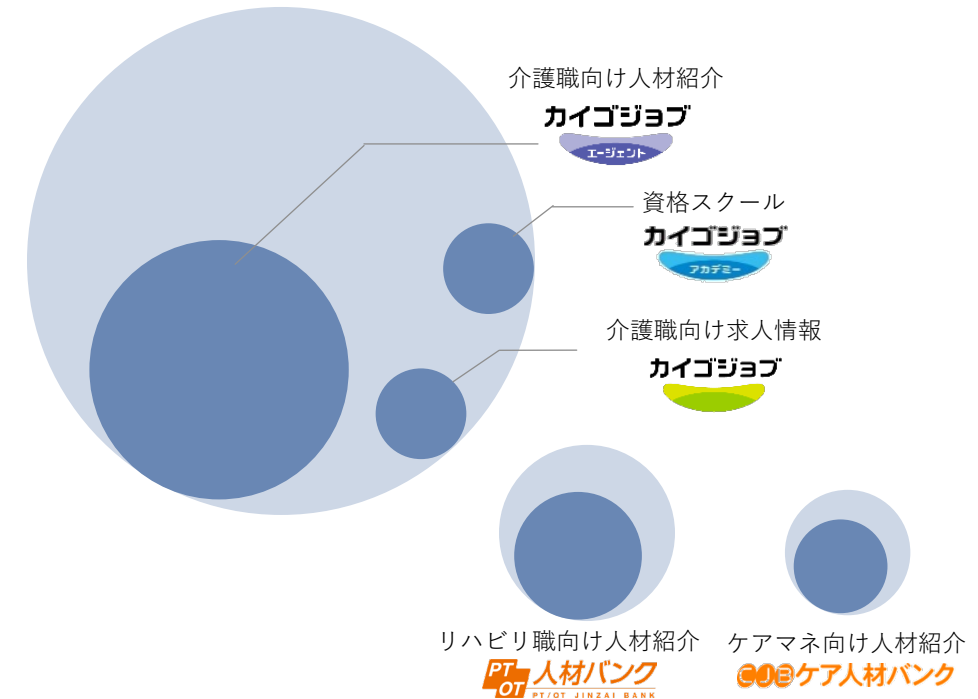 介護職向け人材紹介
カイゴジョブ
エージェント
資格スクール
カイゴジョブ
アカデミー
介護職向け求人情報
カイゴジョブ
リハビリ職向け人材紹介
PT OT 人材バンク
PT/OT JINZAI BANK
ケアマネ向け人材紹介
CJBケア人材バンク